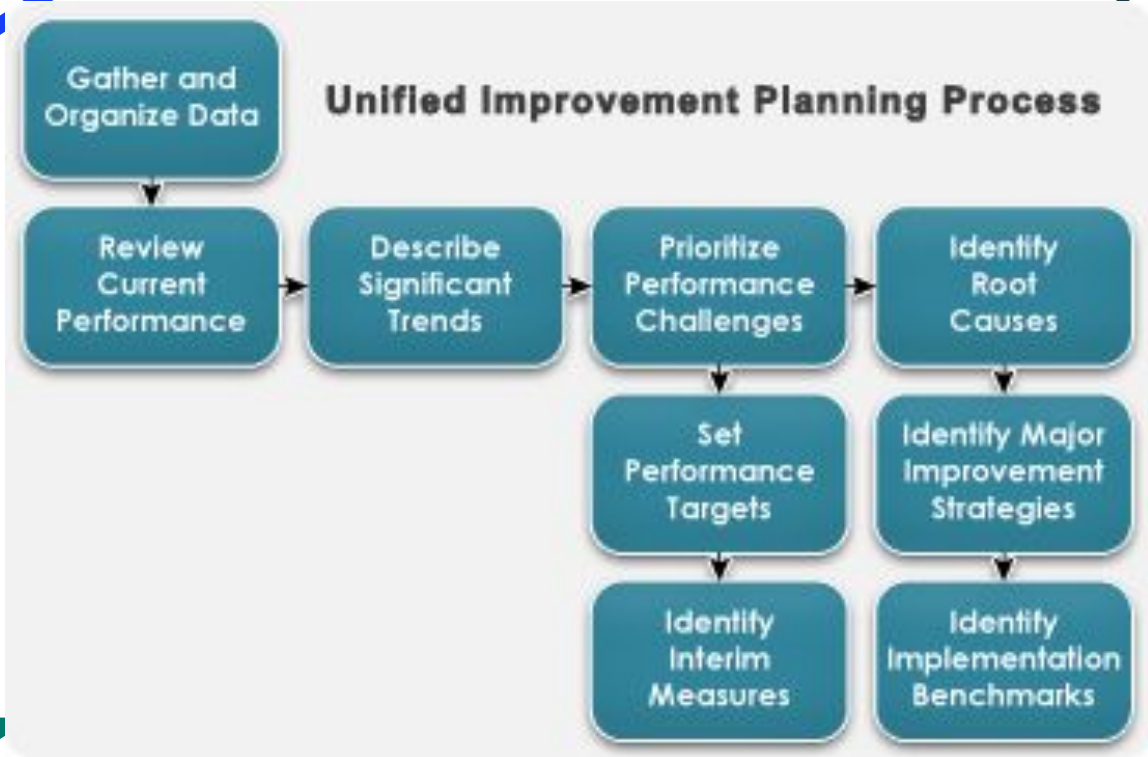 Gather and
Organize Data
Unified Improvement Planning Process
Review
Current
Performance
Describe
Significant
Trends
Prioritize
Performance
Challenges
Identify
Root
Causes
Set
Performance
Targets
Identify Major
Improvement
Strategies
Identify
Interim
Measures
Identify
Implementation
Benchmarks